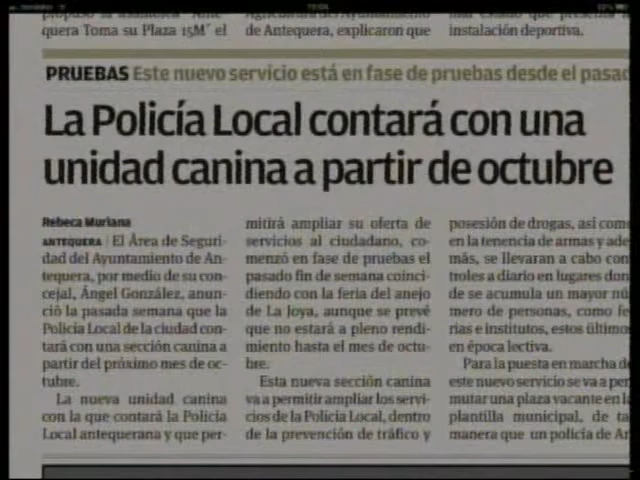 quera Toma su Plaza 15M" el
de Antequera, explicaron que
instalación deportiva.
PRUEBAS Este nuevo servicio está en fase de pruebas desde el pasad
La Policía Local contará con una
unidad canina a partir de octubre
Rebeca Muriana
ANTEQUERA | El Área de Seguri-
dad del Ayuntamiento de An-
tequera, por medio de su con-
cejal, Ángel González, anun-
ció la pasada semana que la
Policía Local de la ciudad con-
tará con una sección canina a
partir del próximo mes de oc-
tubre.
La nueva unidad canina
con la que contará la Policía
Local antequerana y que per-
mitirá ampliar su oferta de
servicios al ciudadano, co-
menzó en fase de pruebas el
pasado fin de semana coinci-
diendo con la feria del anejo
de La Joya, aunque se prevé
que no estará a pleno rendi-
miento hasta el mes de octu-
bre.
Esta nueva sección canina
va a permitir ampliar los servi-
cios de la Policía Local, dentro
de la prevención de tráfico y
posesión de drogas, así como
en la tenencia de armas y ade
más, se llevaran a cabo con
troles a diario en lugares don
de se acumula un mayor nú
mero de personas, como fe
rias e institutos, estos último
en época lectiva.
Para la puesta en marcha de
este nuevo servicio se va a per
mutar una plaza vacante en l
plantilla municipal, de ta
manera que un policía de An